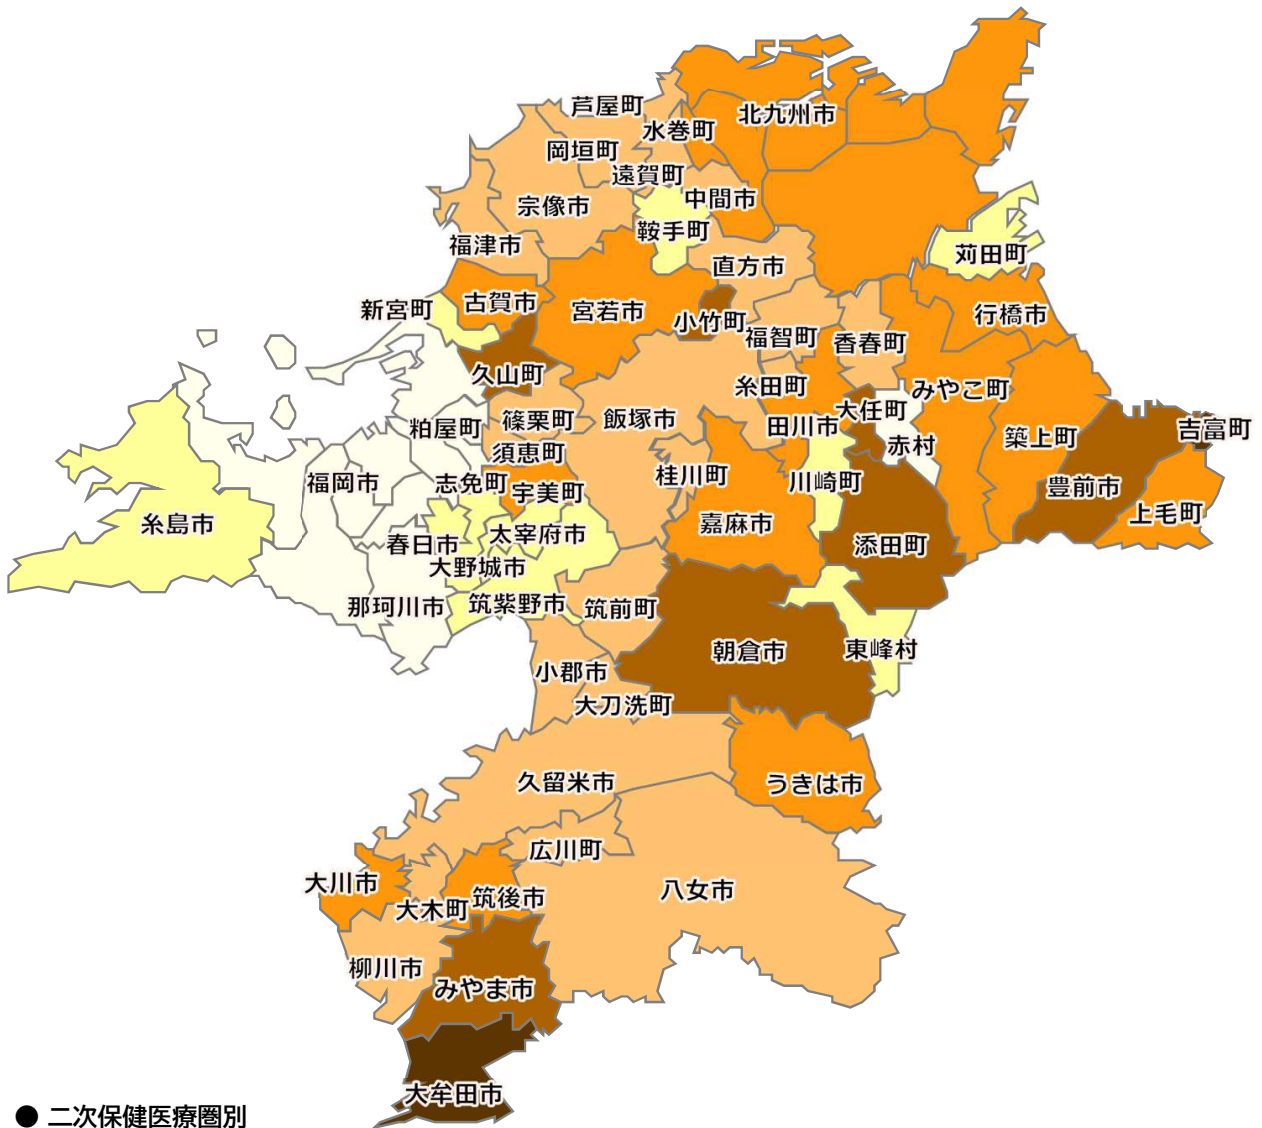 芦屋町
北九州市
水巻町
岡垣町
遠賀町
中間市
宗像市
鞍手町
福津市
苅田町
直方市
新宮町
古賀市
宮若市
小竹町
行橋市
福智町
香春町
久山町
糸田町
みやこ町
大任町
粕屋町
篠栗町
飯塚市
田川市
吉富町
築上町
赤村
須恵町
桂川町
福岡市
志免町
宇美町
川崎町
豊前市
上毛町
糸島市
嘉麻市
太宰府市
春日市
添田町
大野城市
那珂川市
筑紫野市
筑前町
朝倉市
東峰村
小郡市
大刀洗町
久留米市
うきは市
広川町
大川市
八女市
筑後市
大木町
柳川市
みやま市
大牟田市
● 二次保健医療圏別